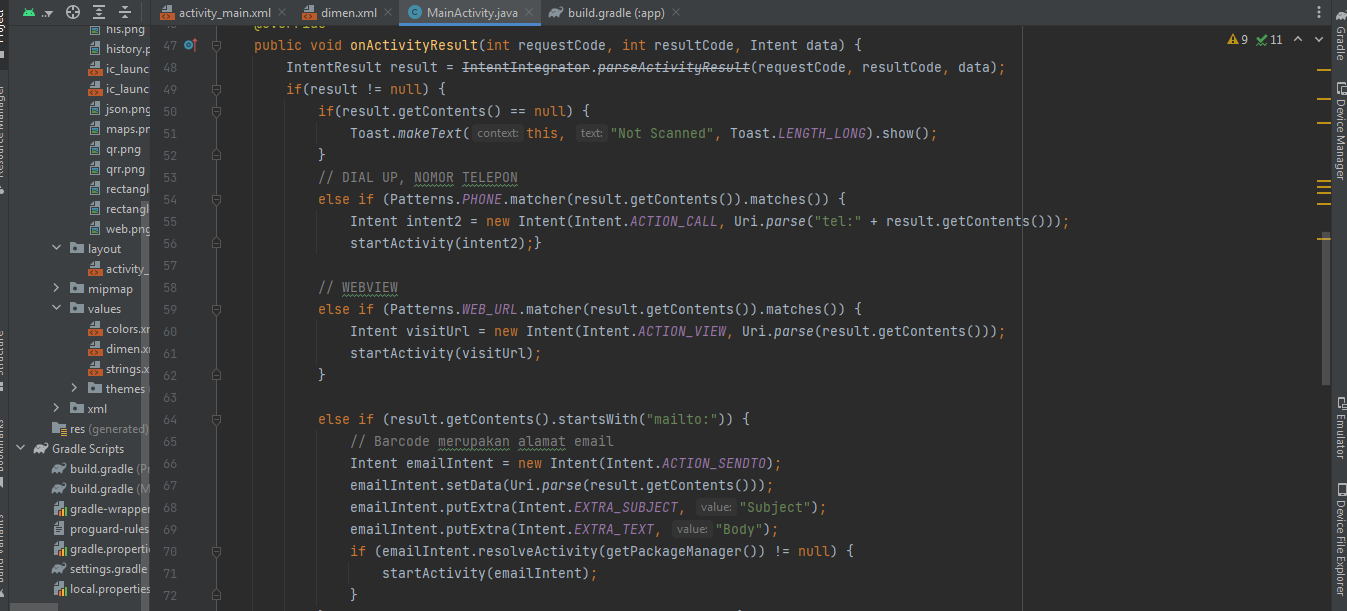 activity_main.xml
dimen.xml
MainActivity.java
build.gradle (:app)
his.png
history.p
ic_launc
ic_launc
json.png
maps.pn
qr.png
qrr.png
rectangl
rectangl
web.png
layout
activity_
mipmap
values
colors.xr
dimen.x
strings.x
themes
xml
res (generated)
Gradle Scripts
build.gradle (P
build.gradle (M
gradle-wrapper
proguard-rules
gradle.properti
settings.gradle
local.properties
9 11
47 public void onActivityResult(int requestCode, int resultCode, Intent data) {
48 IntentResult result = IntentIntegrator.parseActivityResult(requestCode, resultCode, data);
49 if(result != null) {
50 if(result.getContents() == null) {
51 Toast.makeText( context: this, text: "Not Scanned", Toast.LENGTH_LONG).show();
52 }
53 // DIAL UP, NOMOR TELEPON
54 else if (Patterns.PHONE.matcher(result.getContents()).matches()) {
55 Intent intent2 = new Intent(Intent.ACTION_CALL, Uri.parse("tel:" + result.getContents()));
56 startActivity(intent2);}
57
58 // WEBVIEW
59 else if (Patterns.WEB_URL.matcher(result.getContents()).matches()) {
60 Intent visitUrl = new Intent(Intent.ACTION_VIEW, Uri.parse(result.getContents()));
61 startActivity(visitUrl);
62 }
63
64 else if (result.getContents().startsWith("mailto:")) {
65 // Barcode merupakan alamat email
66 Intent emailIntent = new Intent(Intent.ACTION_SENDTO);
67 emailIntent.setData(Uri.parse(result.getContents()));
68 emailIntent.putExtra(Intent.EXTRA_SUBJECT, value: "Subject");
69 emailIntent.putExtra(Intent.EXTRA_TEXT, value: "Body");
70 if (emailIntent.resolveActivity(getPackageManager()) != null) {
71 startActivity(emailIntent);
72 }
Gradle
Device Manager
Emulator
Device File Explorer